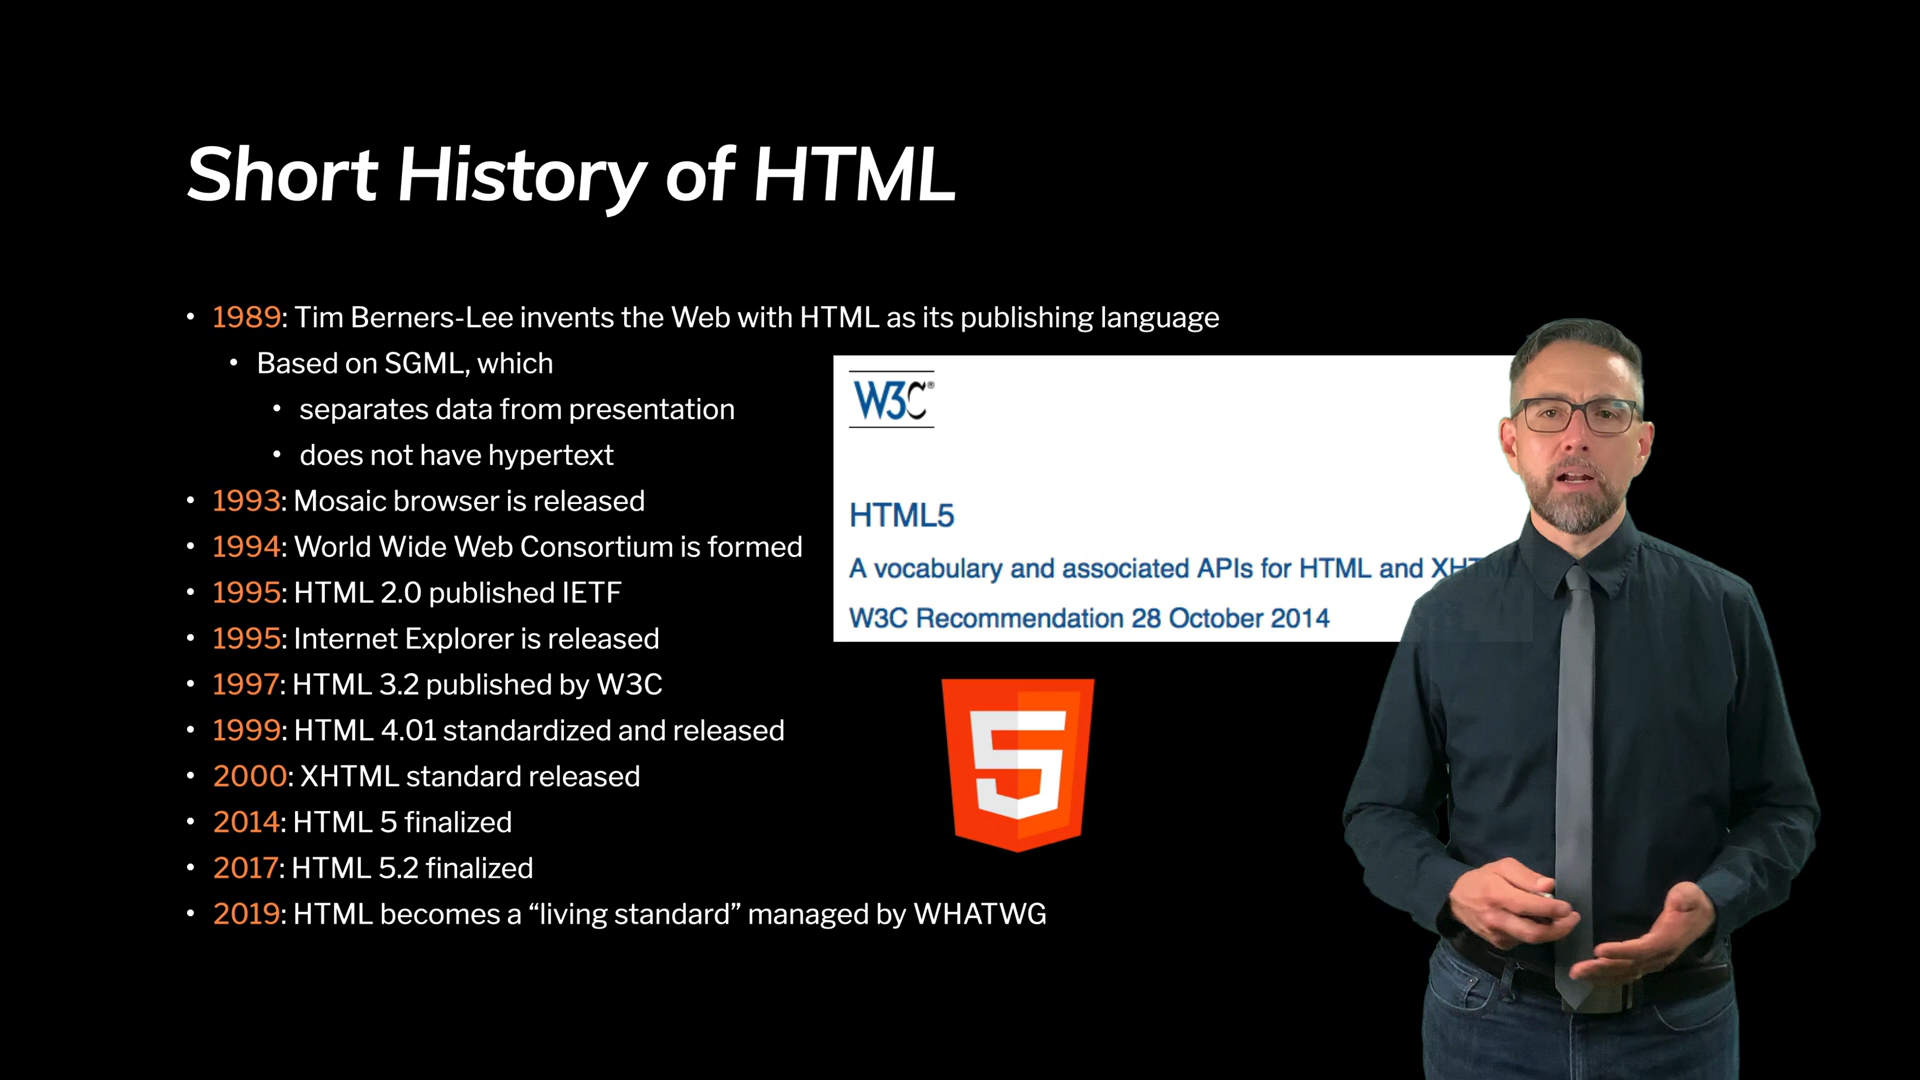 Short History of HTML
• 1989: Tim Berners-Lee invents the Web with HTML as its publishing language
• Based on SGML, which
• separates data from presentation
• does not have hypertext
• 1993: Mosaic browser is released
• 1994: World Wide Web Consortium is formed
• 1995: HTML 2.0 published IETF
• 1995: Internet Explorer is released
• 1997: HTML 3.2 published by W3C
• 1999: HTML 4.01 standardized and released
• 2000: XHTML standard released
• 2014: HTML 5 finalized
• 2017: HTML 5.2 finalized
• 2019: HTML becomes a “living standard” managed by WHATWG
W3C®
HTML5
A vocabulary and associated APIs for HTML and XHTML
W3C Recommendation 28 October 2014
5